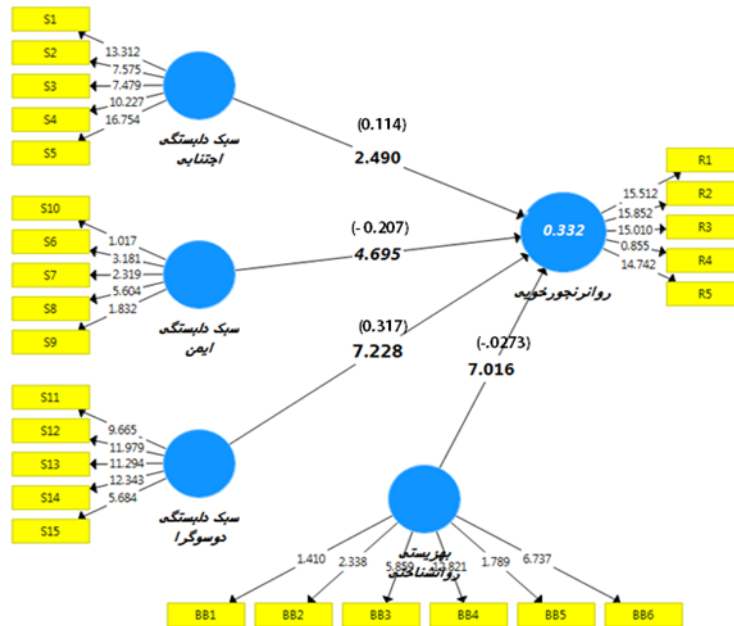 S1
S2
S3
S4
S5
13.312
7.575
7.479
10.227
16.754
سبک دلبستگی
اجتنابی
(0.114)
2.490
S10
S6
S7
S8
S9
1.017
3.181
2.319
5.604
1.832
سبک دلبستگی
ایمن
(- 0.207)
4.695
0.332
روانرنجورخویی
15.512
15.852
15.010
0.855
14.742
R1
R2
R3
R4
R5
S11
S12
S13
S14
S15
9.665
11.979
11.294
12.343
5.684
سبک دلبستگی
دوسوگرا
(0.317)
7.228
(-.0273)
7.016
بهزیستی
روانشناختی
1.410
2.338
5.859
12.821
1.789
6.737
BB1
BB2
BB3
BB4
BB5
BB6